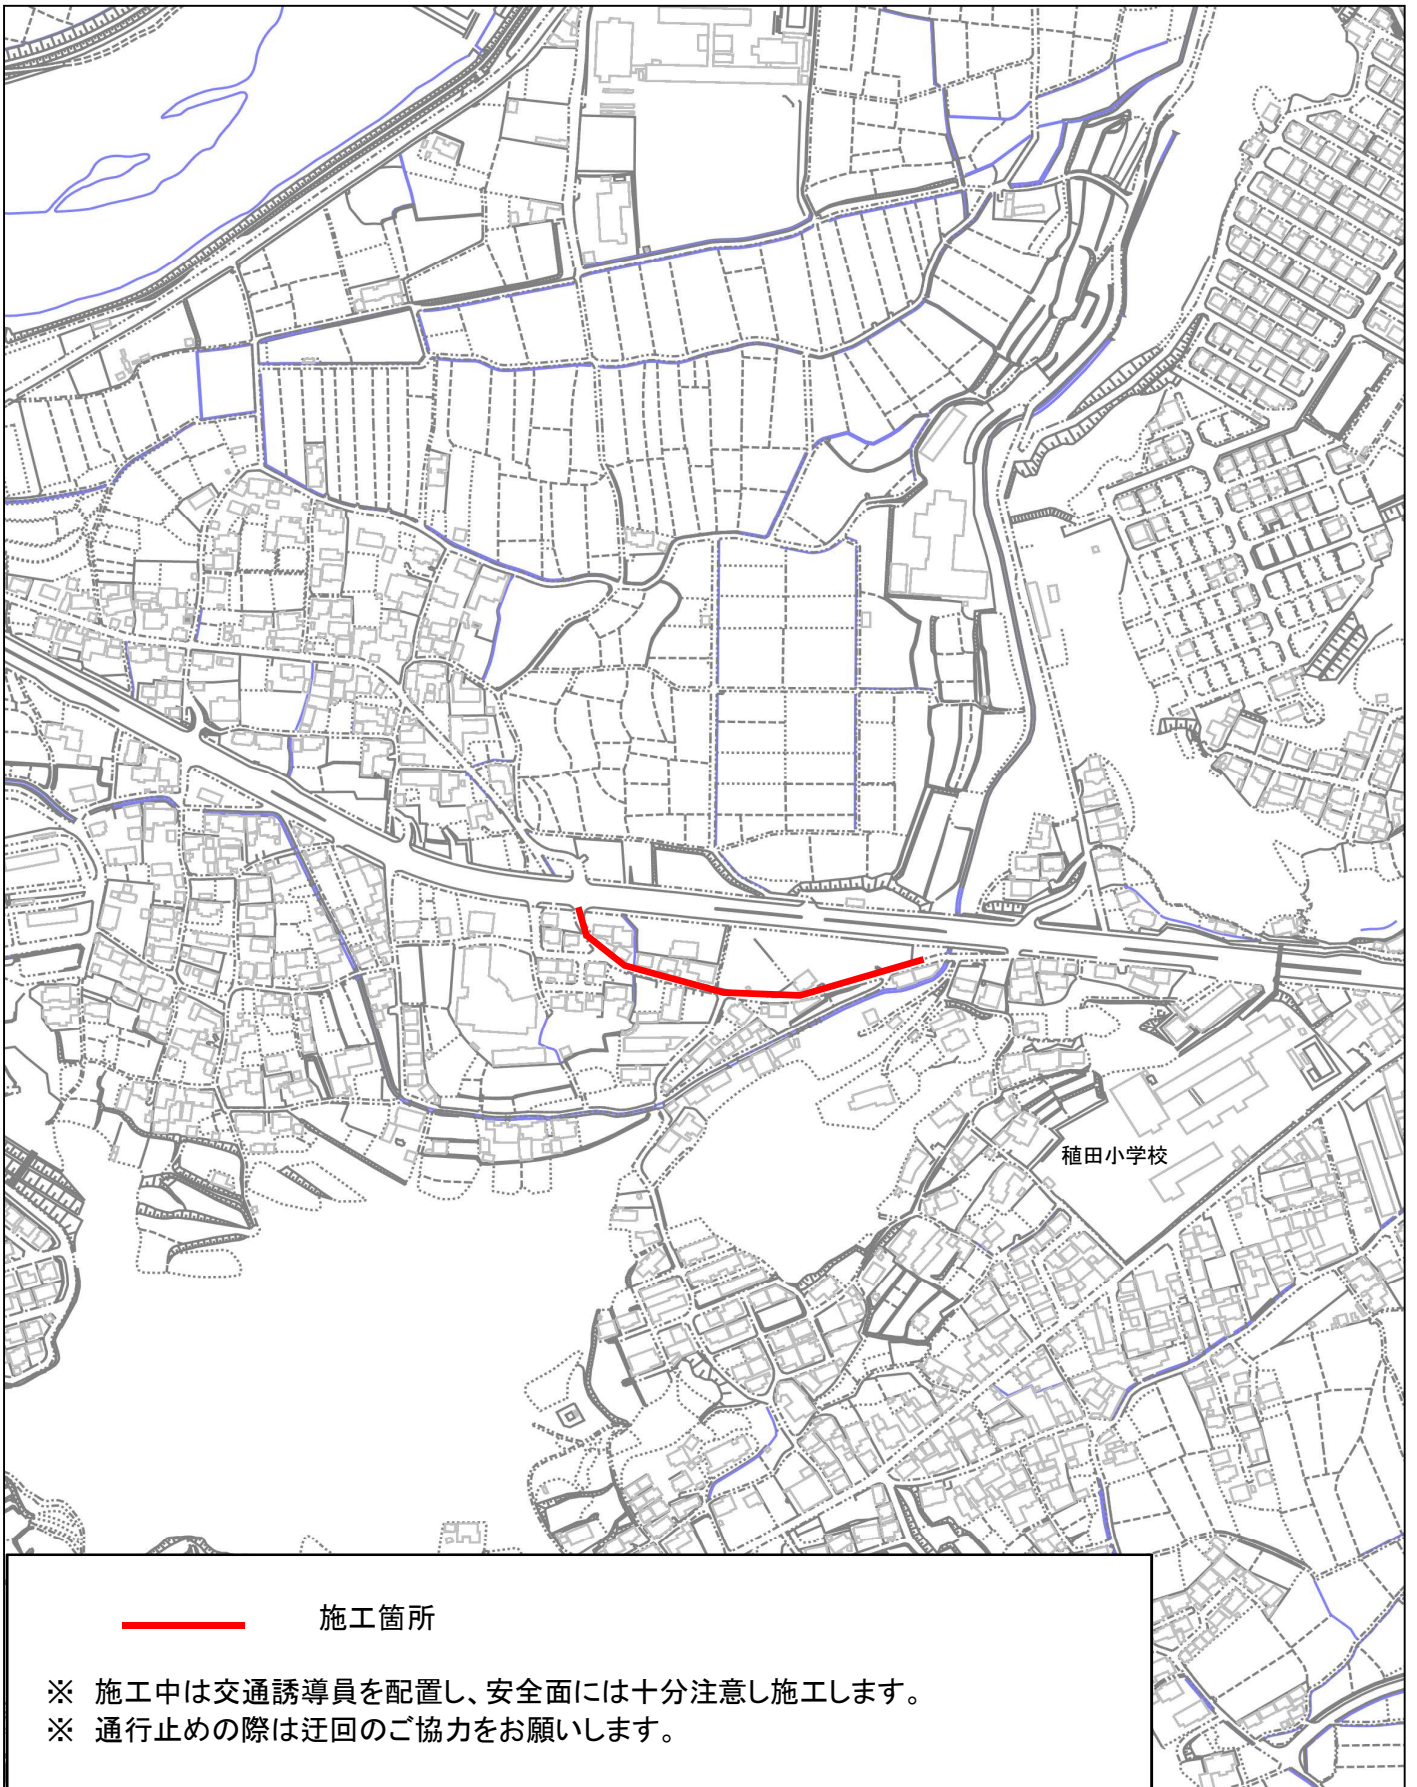 稙田小学校
施工箇所
※ 施工中は交通誘導員を配置し、安全面には十分注意し施工します。
※ 通行止めの際は迂回のご協力をお願いします。